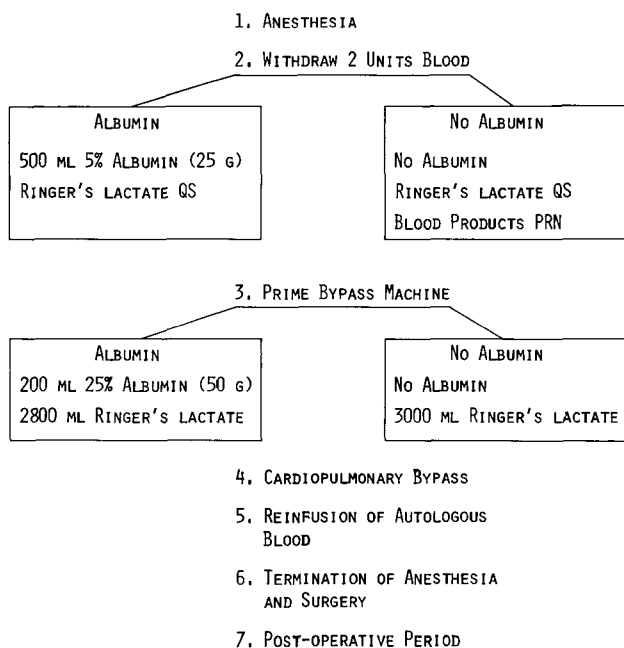 1. Anesthesia
2. Withdraw 2 Units Blood
Albumin
500 ml 5% Albumin (25 g)
Ringer's lactate QS
No Albumin
No Albumin
Ringer's lactate QS
Blood Products PRN
3. Prime Bypass Machine
Albumin
200 ml 25% Albumin (50 g)
2800 ml Ringer's lactate
No Albumin
No Albumin
3000 ml Ringer's lactate
4. Cardiopulmonary Bypass
5. Reinfusion of Autologous
Blood
6. Termination of Anesthesia
and Surgery
7. Post-operative Period